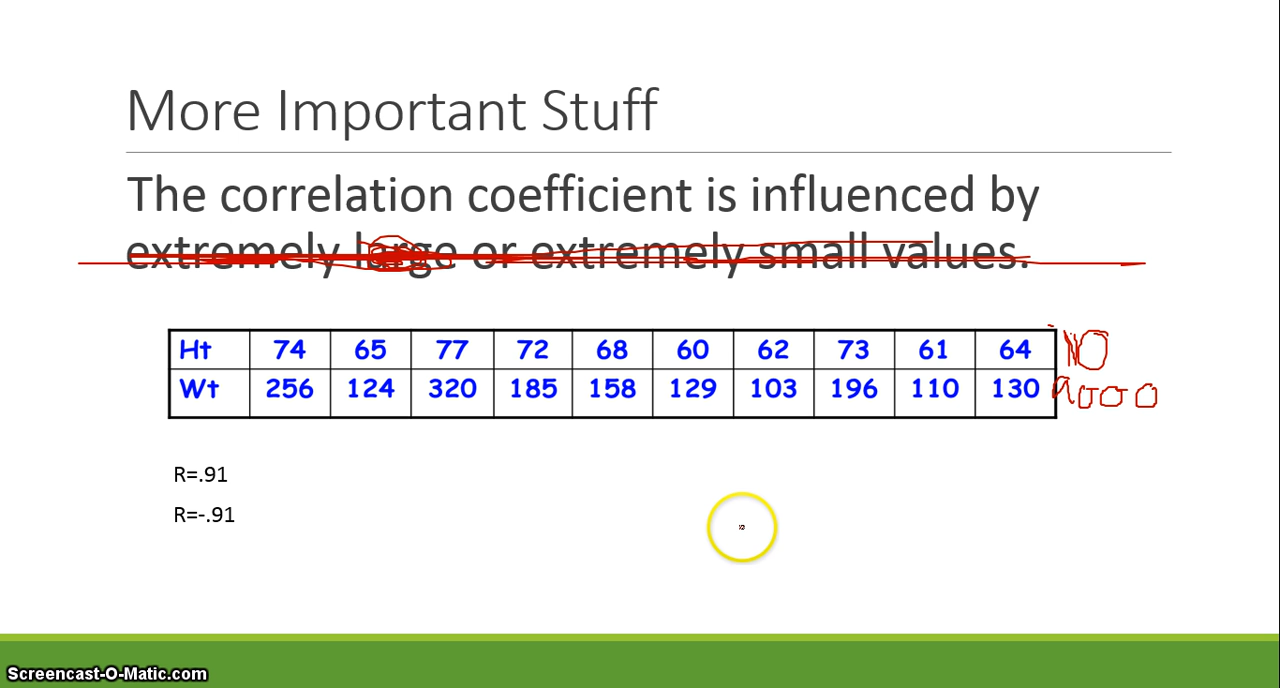 More Important Stuff
The correlation coefficient is influenced by
extremely large or extremely small values.
Ht 74 65 77 72 68 60 62 73 61 64
Wt 256 124 320 185 158 129 103 196 110 130
R=.91
R=-.91
Screencast-O-Matic.com